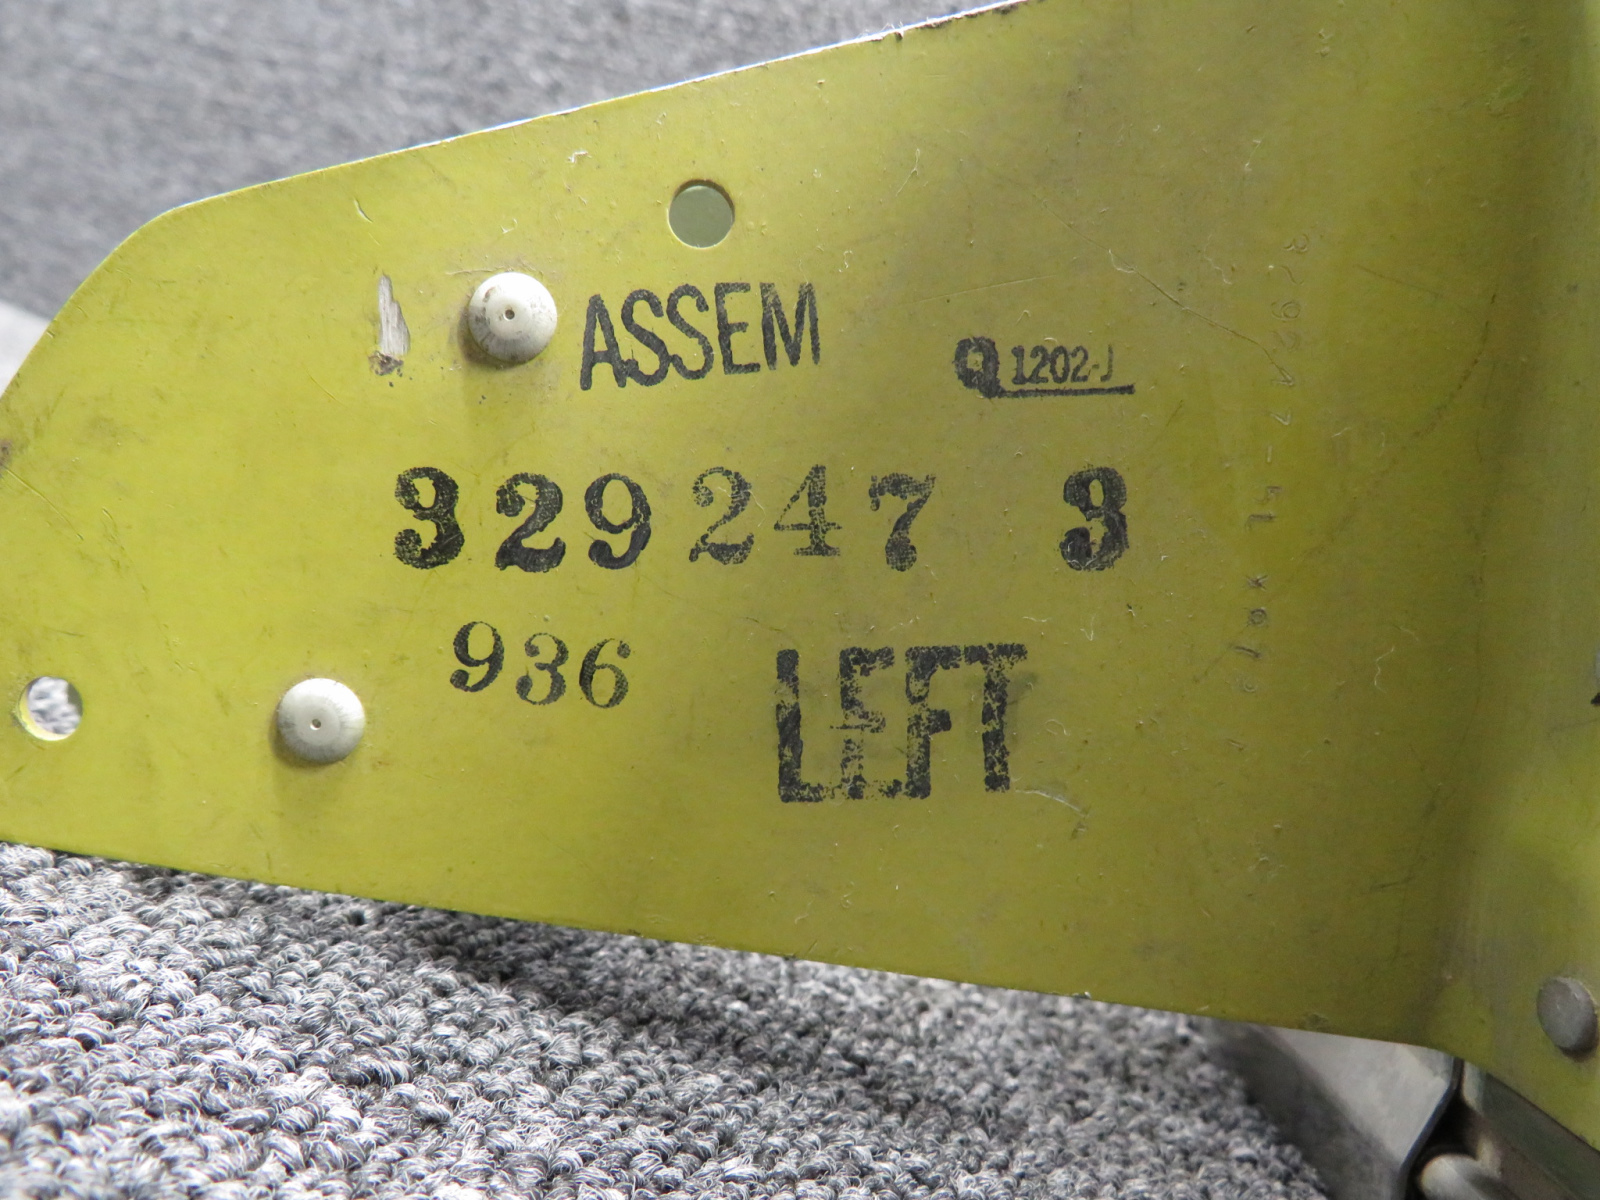 ASSEM
Q 1202-J
329247 3
936
LEFT